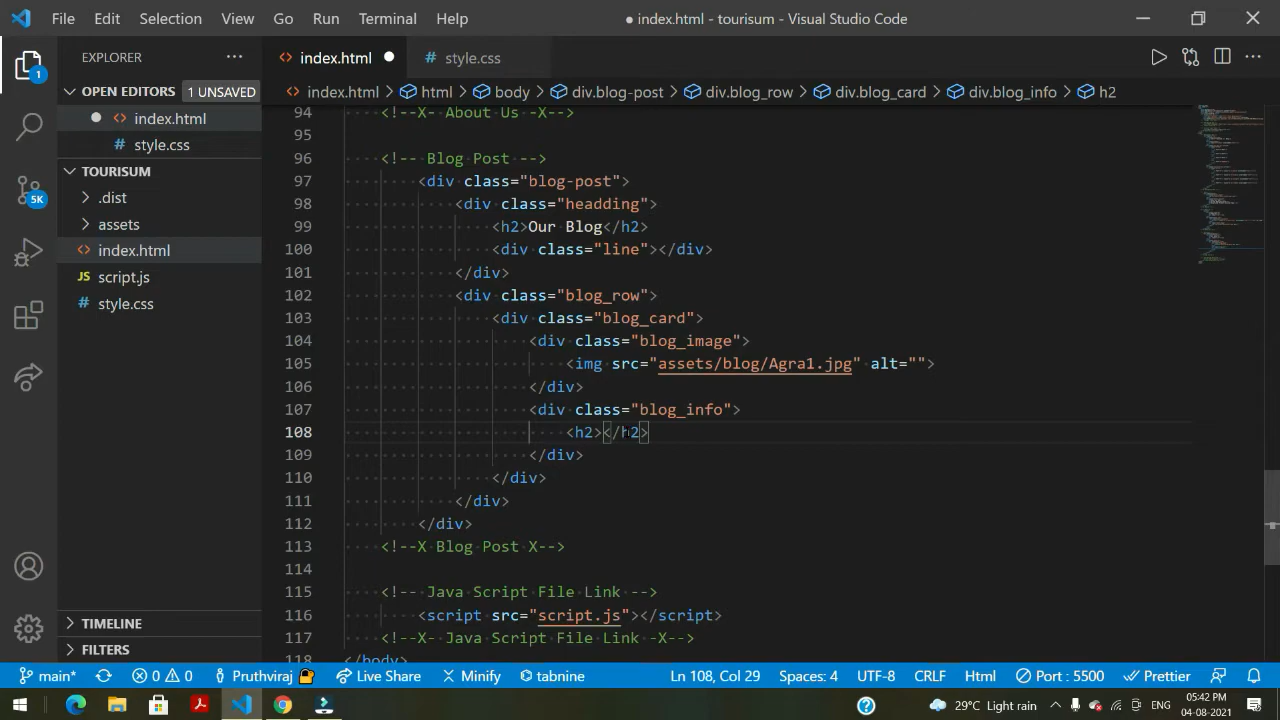 File Edit Selection View Go Run Terminal Help
● index.html - tourisum - Visual Studio Code
EXPLORER ···
1
OPEN EDITORS 1 UNSAVED
index.html
style.css
TOURISUM
.dist
assets
index.html
JS script.js
style.css
5K
TIMELINE
FILTERS
index.html ●
style.css
index.html > html > body > div.blog-post > div.blog_row > div.blog_card > div.blog_info > h2
94 <!--X- About Us -X-->
95
96 <!-- Blog Post -->
97 <div class="blog-post">
98 <div class="headding">
99 <h2>Our Blog</h2>
100 <div class="line"></div>
101 </div>
102 <div class="blog_row">
103 <div class="blog_card">
104 <div class="blog_image">
105 <img src="assets/blog/Agra1.jpg" alt="">
106 </div>
107 <div class="blog_info">
108 <h2></h2>
109 </div>
110 </div>
111 </div>
112 </div>
113 <!--X Blog Post X-->
114
115 <!-- Java Script File Link -->
116 <script src="script.js"></script>
117 <!--X- Java Script File Link -X-->
118 </body>
main* 0 0 Pruthviraj Live Share Minify tabnine Ln 108, Col 29 Spaces: 4 UTF-8 CRLF Html Port : 5500 Prettier
29°C Light rain ENG 05:42 PM
04-08-2021